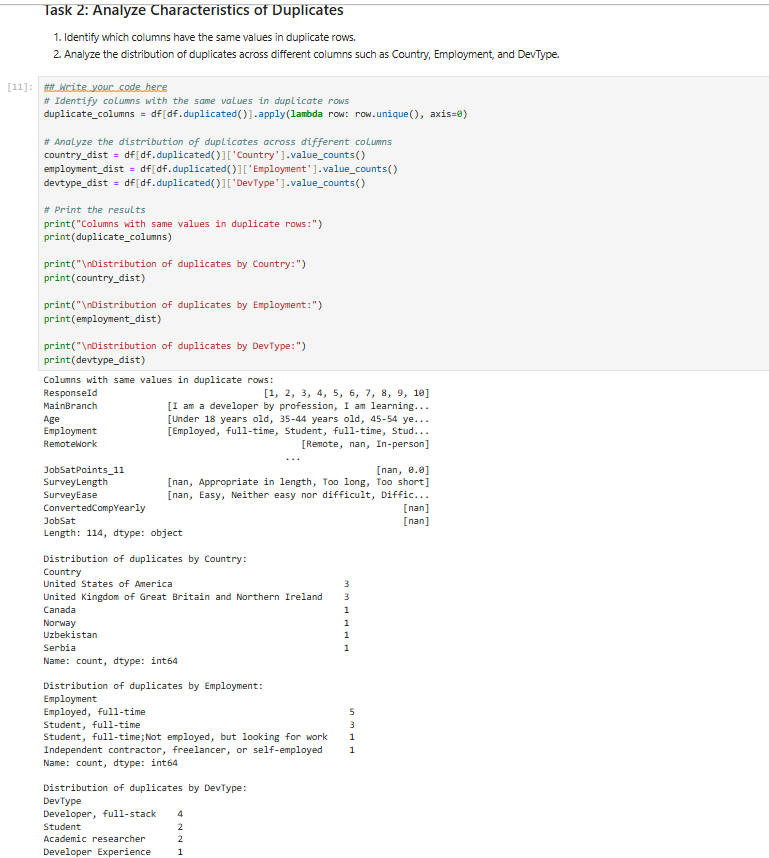 Task 2: Analyze Characteristics of Duplicates
1. Identify which columns have the same values in duplicate rows.
2. Analyze the distribution of duplicates across different columns such as Country, Employment, and DevType.
[11]: ## Write your code here
# Identify columns with the same values in duplicate rows
duplicate_columns = df[df.duplicated()].apply(lambda row: row.unique(), axis=0)
# Analyze the distribution of duplicates across different columns
country_dist = df[df.duplicated()]['Country'].value_counts()
employment_dist = df[df.duplicated()]['Employment'].value_counts()
devtype_dist = df[df.duplicated()]['DevType'].value_counts()
# Print the results
print("Columns with same values in duplicate rows:")
print(duplicate_columns)
print("\nDistribution of duplicates by Country:")
print(country_dist)
print("\nDistribution of duplicates by Employment:")
print(employment_dist)
print("\nDistribution of duplicates by DevType:")
print(devtype_dist)
Columns with same values in duplicate rows:
ResponseId [1, 2, 3, 4, 5, 6, 7, 8, 9, 10]
MainBranch [I am a developer by profession, I am learning...
Age [Under 18 years old, 35-44 years old, 45-54 ye...
Employment [Employed, full-time, Student, full-time, Stud...
RemoteWork [Remote, nan, In-person]
...
JobSatPoints_11 [nan, 0.0]
SurveyLength [nan, Appropriate in length, Too long, Too short]
SurveyEase [nan, Easy, Neither easy nor difficult, Diffic...
ConvertedCompYearly [nan]
JobSat [nan]
Length: 114, dtype: object
Distribution of duplicates by Country:
Country
United States of America 3
United Kingdom of Great Britain and Northern Ireland 3
Canada 1
Norway 1
Uzbekistan 1
Serbia 1
Name: count, dtype: int64
Distribution of duplicates by Employment:
Employment
Employed, full-time 5
Student, full-time 3
Student, full-time;Not employed, but looking for work 1
Independent contractor, freelancer, or self-employed 1
Name: count, dtype: int64
Distribution of duplicates by DevType:
DevType
Developer, full-stack 4
Student 2
Academic researcher 2
Developer Experience 1